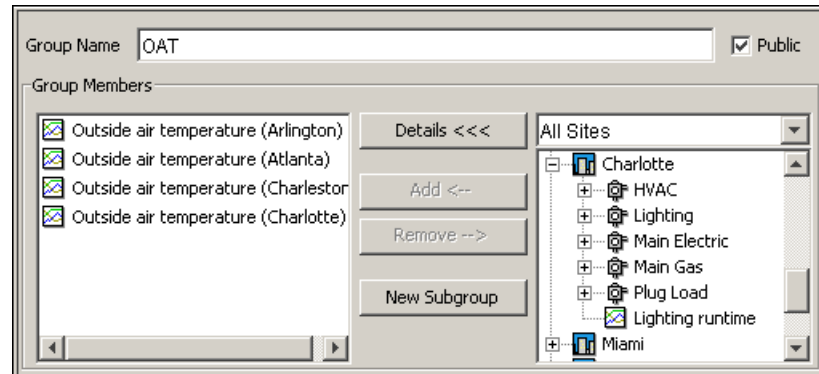 Group Name OAT Public
Group Members
Outside air temperature (Arlington)
Outside air temperature (Atlanta)
Outside air temperature (Charleston
Outside air temperature (Charlotte)
Details <<<
Add <--
Remove -->
New Subgroup
All Sites
Charlotte
HVAC
Lighting
Main Electric
Main Gas
Plug Load
Lighting runtime
Miami